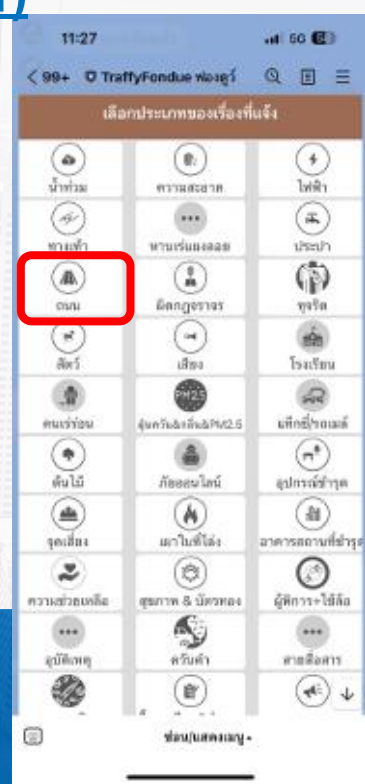 11:27
5G
99+ TraffyFondue ฟองดูว์
เลือกประเภทของเรื่องที่แจ้ง
น้ำท่วม ความสะอาด ไฟฟ้า
ทางเท้า หาบเร่แผงลอย ประปา
ถนน ผิดกฎจราจร ทุจริต
สัตว์ เสียง โรงเรียน
คนเร่ร่อน ฝุ่นควัน&กลิ่น&PM2.5 แท็กซี่/รถเมล์
ต้นไม้ ภัยออนไลน์ อุปกรณ์ชำรุด
จุดเสี่ยง เผาในที่โล่ง อาคารสถานที่ชำรุด
ความช่วยเหลือ สุขภาพ & บัตรทอง ผู้พิการ+ใช้ล้อ
อุบัติเหตุ ควันดำ สายสื่อสาร
ซ่อน/แสดงเมนู